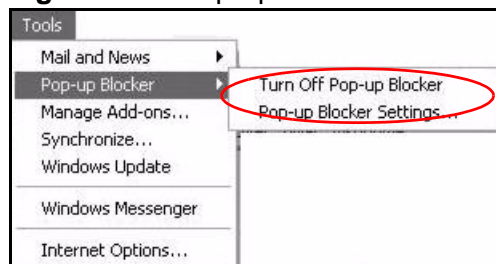 Tools
Mail and News
Pop-up Blocker
Turn Off Pop-up Blocker
Manage Add-ons...
Pop-up Blocker Settings...
Synchronize...
Windows Update
Windows Messenger
Internet Options...